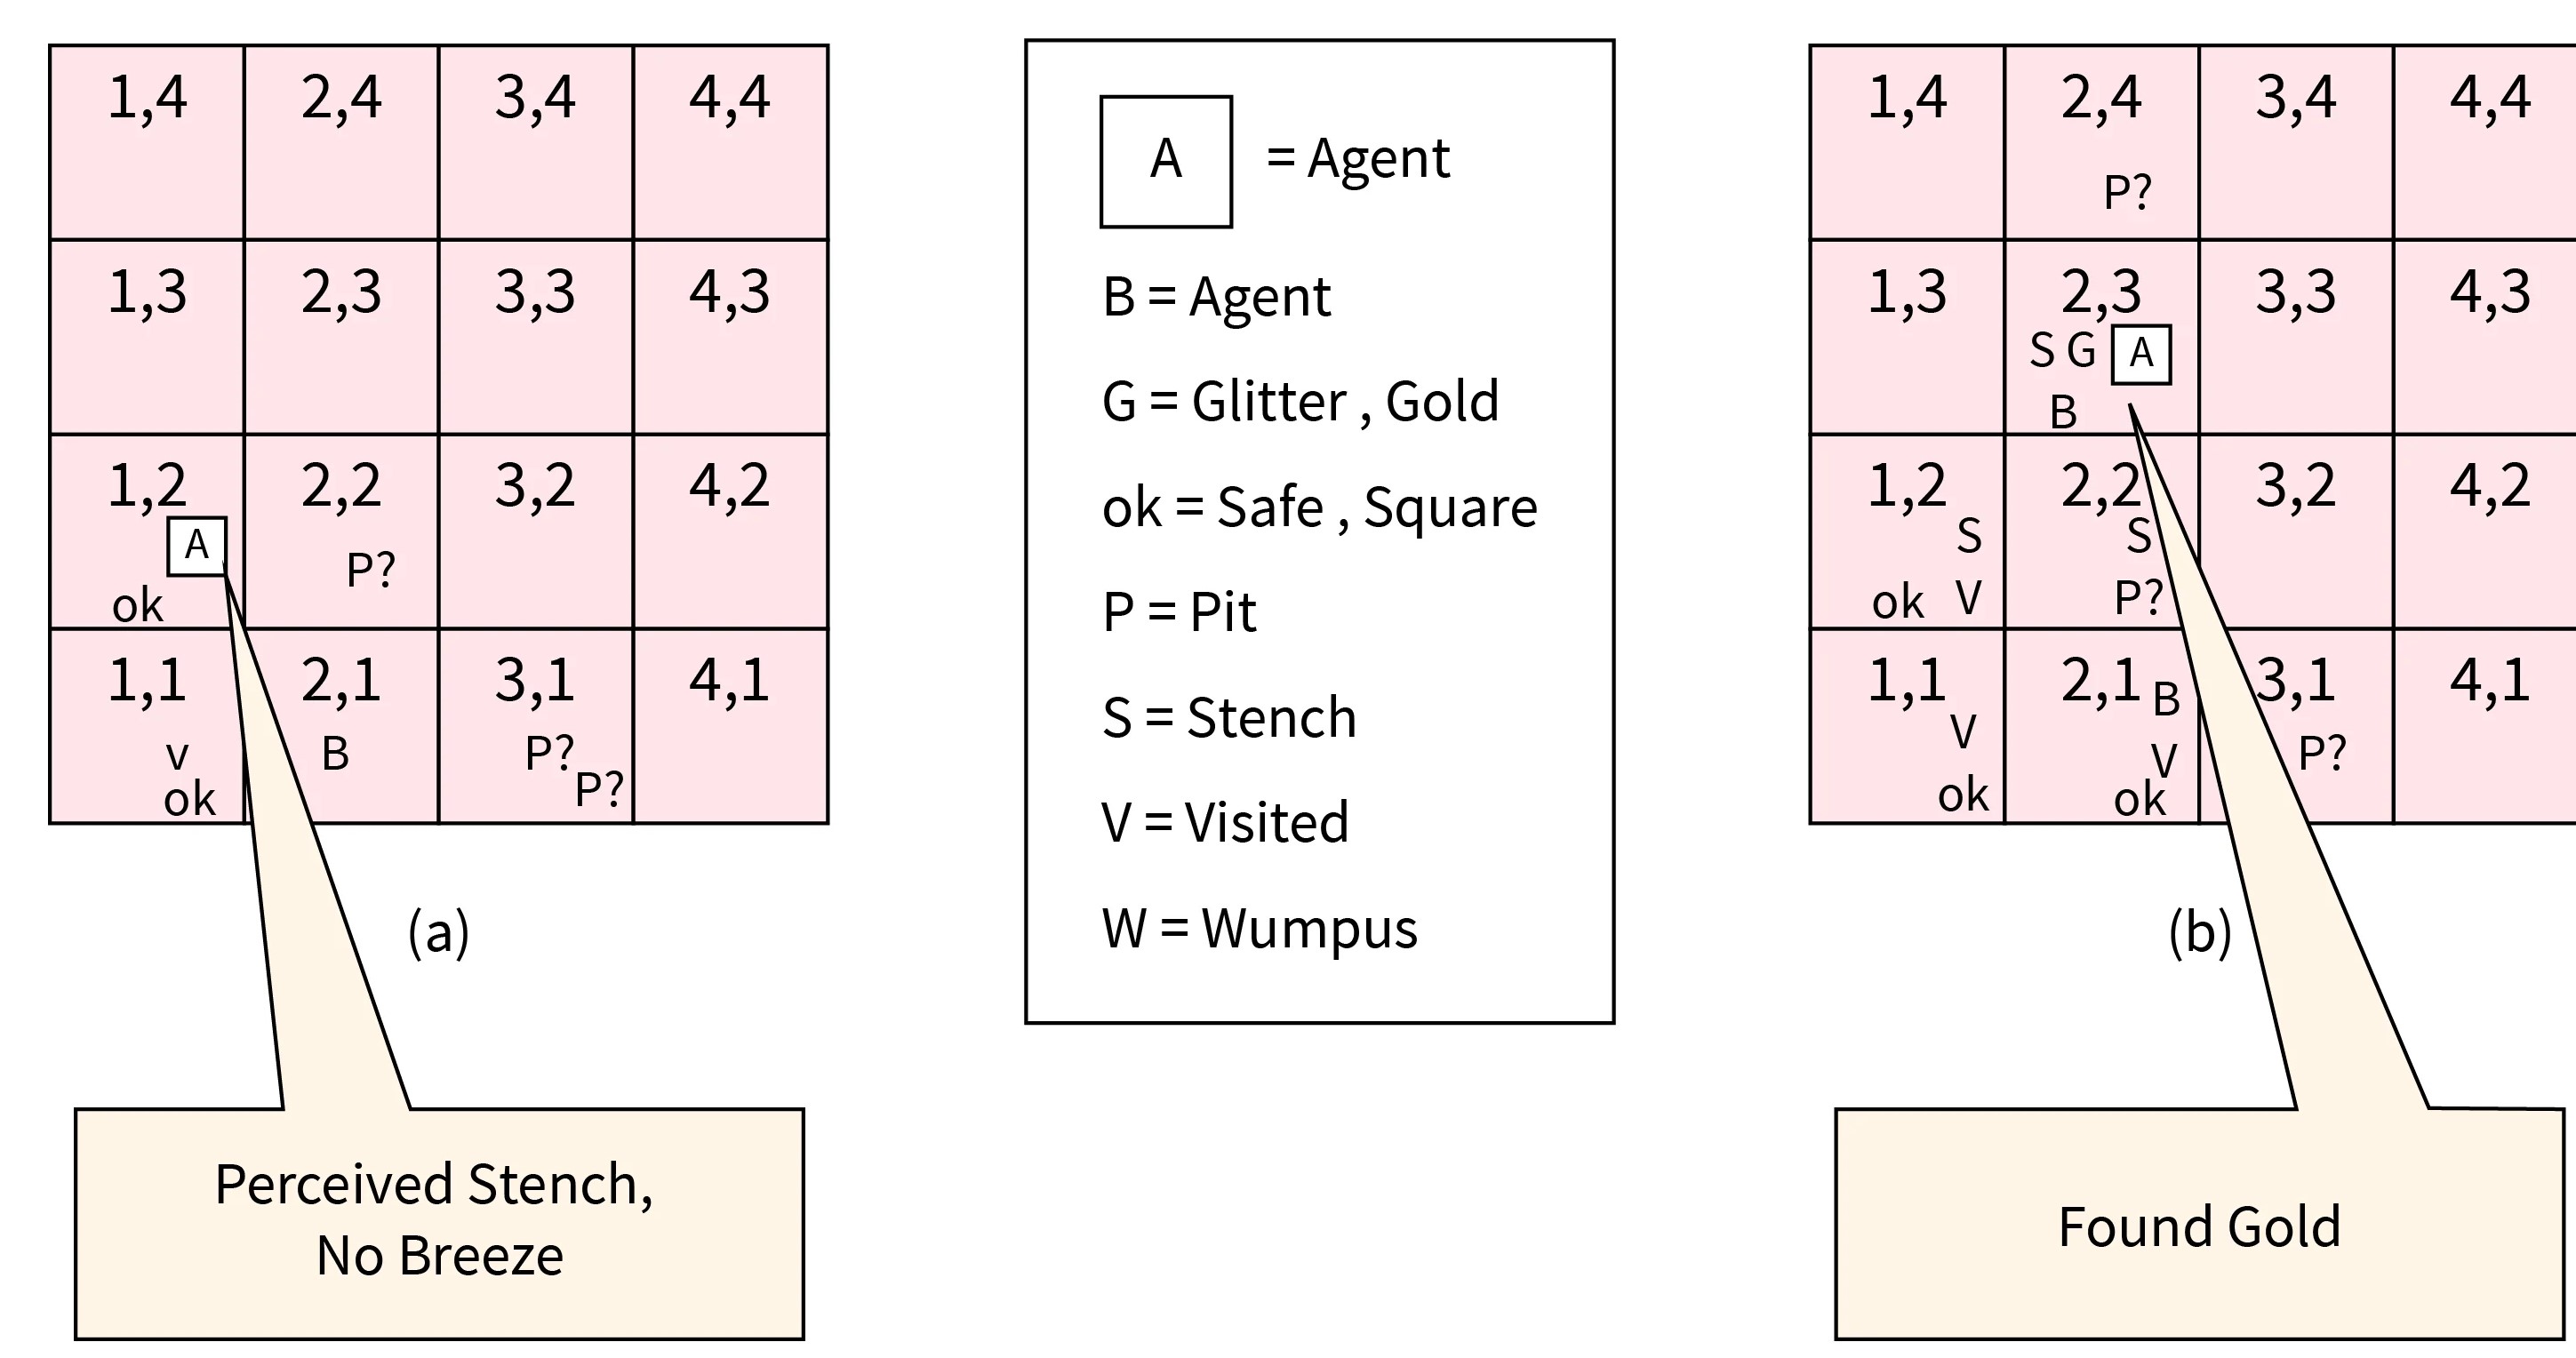 1,4 2,4 3,4 4,4
1,3 2,3 3,3 4,3
1,2 2,2 3,2 4,2
A
P?
ok
1,1 2,1 3,1 4,1
v B P?
ok P?
(a)
Perceived Stench,
No Breeze
A = Agent
B = Agent
G = Glitter , Gold
ok = Safe , Square
P = Pit
S = Stench
V = Visited
W = Wumpus
1,4 2,4 3,4 4,4
P?
1,3 2,3 3,3 4,3
S G A
B
1,2 2,2 3,2 4,2
S S
ok V P?
1,1 2,1 B 3,1 4,1
V V P?
ok ok
(b)
Found Gold